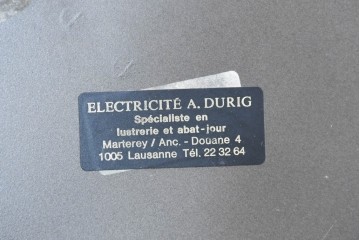 ELECTRICITÉ A. DURIG
Spécialiste en
lustrerie et abat-jour
Marterey / Anc. - Douane 4
1005 Lausanne Tél. 22 32 64